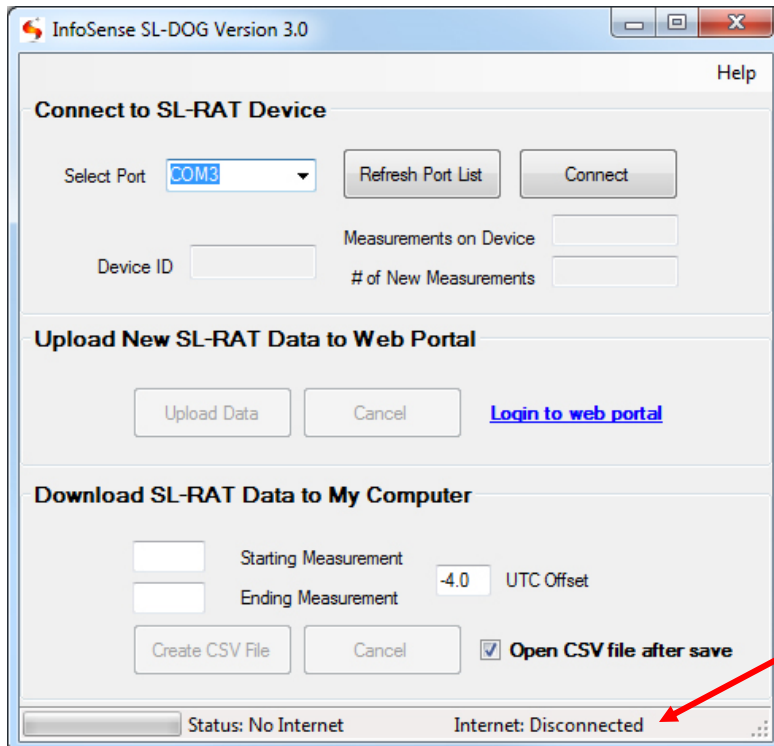 InfoSense SL-DOG Version 3.0
Help
Connect to SL-RAT Device
Select Port COM3 Refresh Port List Connect
Measurements on Device
Device ID
# of New Measurements
Upload New SL-RAT Data to Web Portal
Upload Data Cancel Login to web portal
Download SL-RAT Data to My Computer
Starting Measurement
-4.0 UTC Offset
Ending Measurement
Create CSV File Cancel Open CSV file after save
Status: No Internet Internet: Disconnected